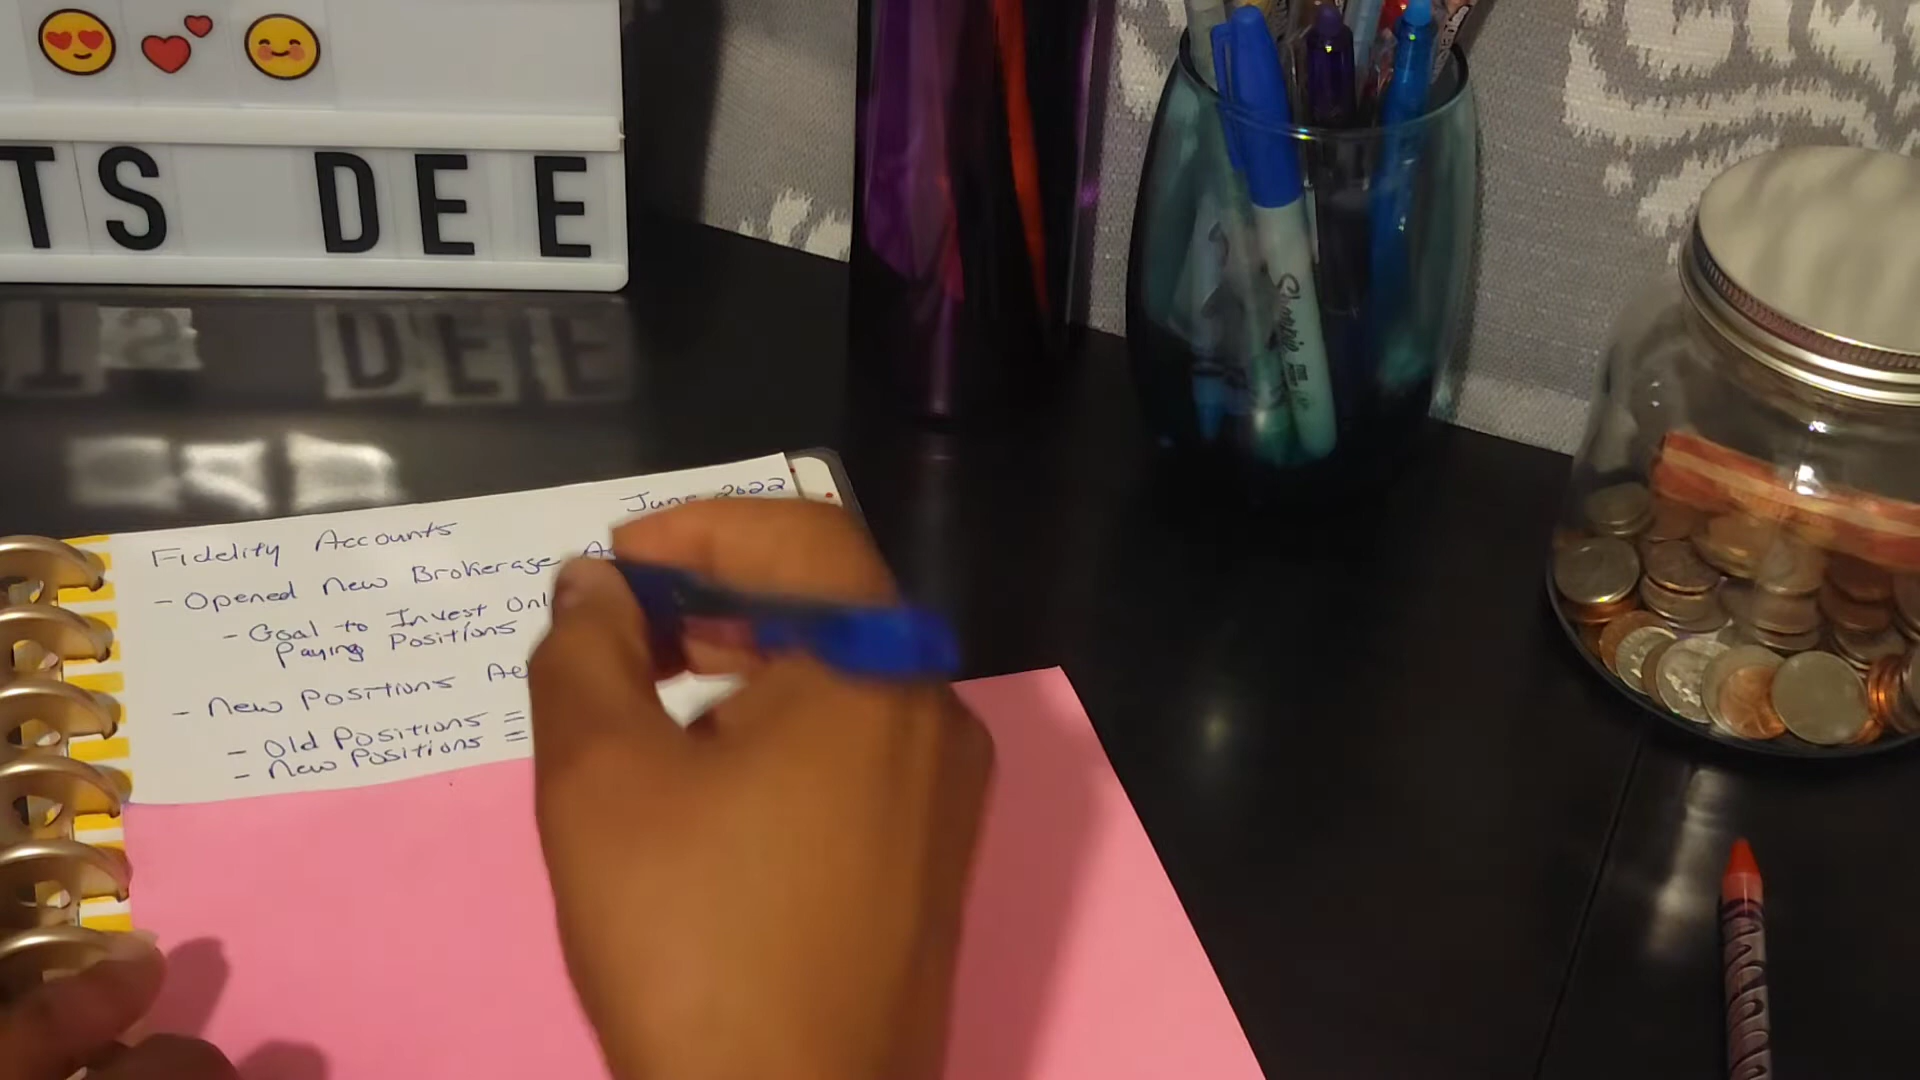 TS DEE
Sharpie
June 2022
Fidelity Accounts
- Opened New Brokerage
- Goal to Invest
Paying Positions
- New Positions
- Old Positions =
- New Positions =